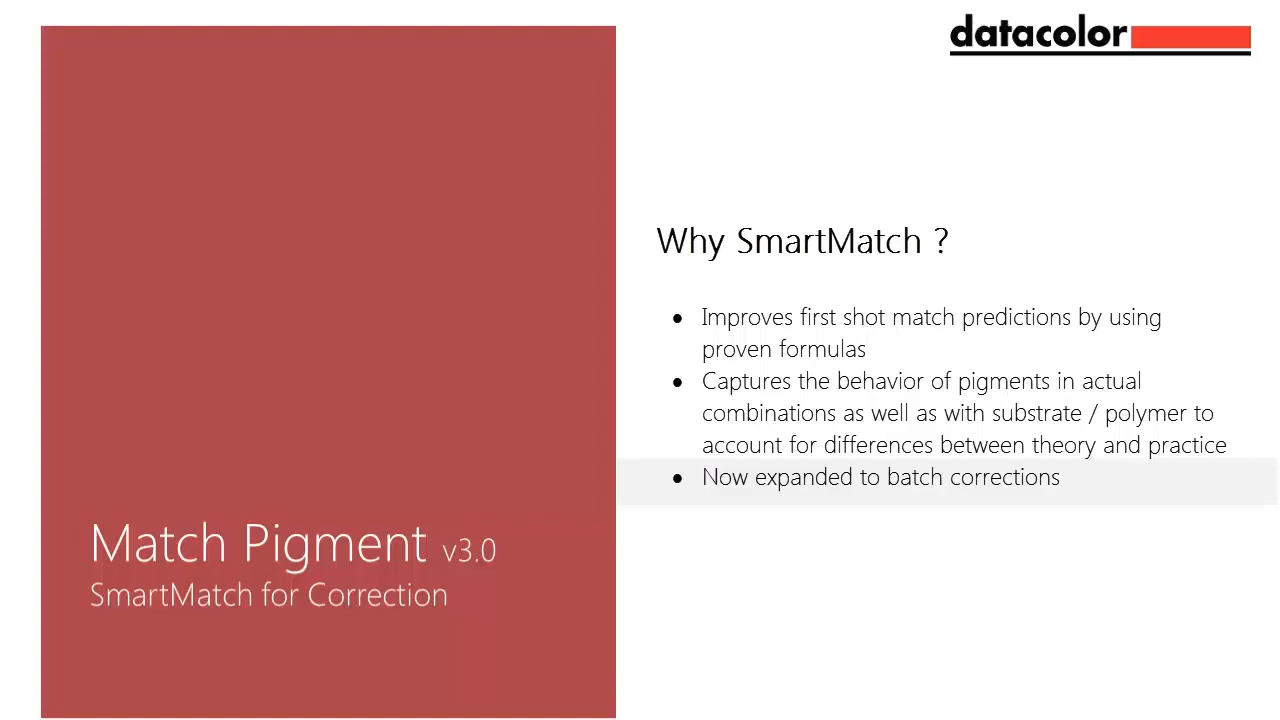 datacolor
Why SmartMatch ?
• Improves first shot match predictions by using
proven formulas
• Captures the behavior of pigments in actual
combinations as well as with substrate / polymer to
account for differences between theory and practice
• Now expanded to batch corrections
Match Pigment v3.0
SmartMatch for Correction